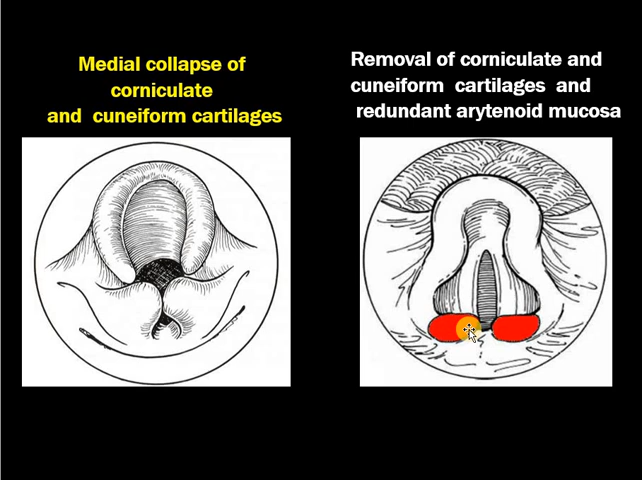 Medial collapse of
corniculate
and cuneiform cartilages
Removal of corniculate and
cuneiform cartilages and
redundant arytenoid mucosa